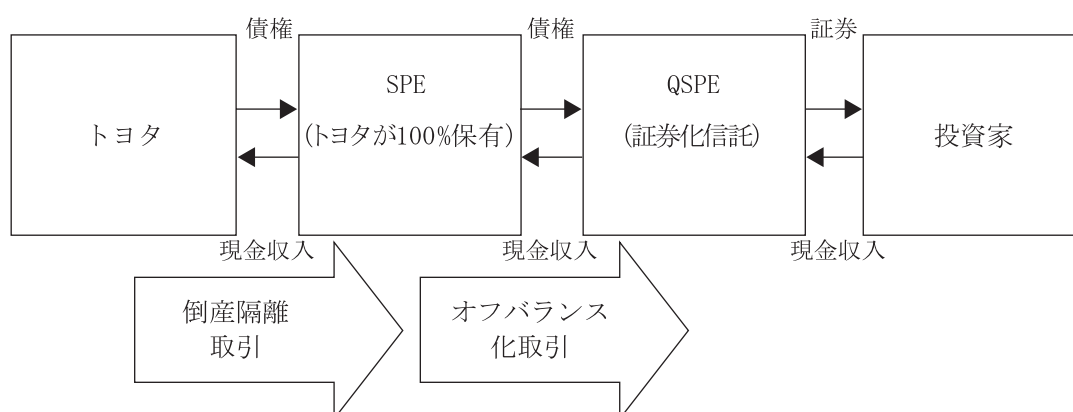 債権
債権
証券
トヨタ
SPE
(トヨタが100%保有)
QSPE
(証券化信託)
投資家
現金収入
現金収入
現金収入
倒産隔離
取引
オフバランス
化取引